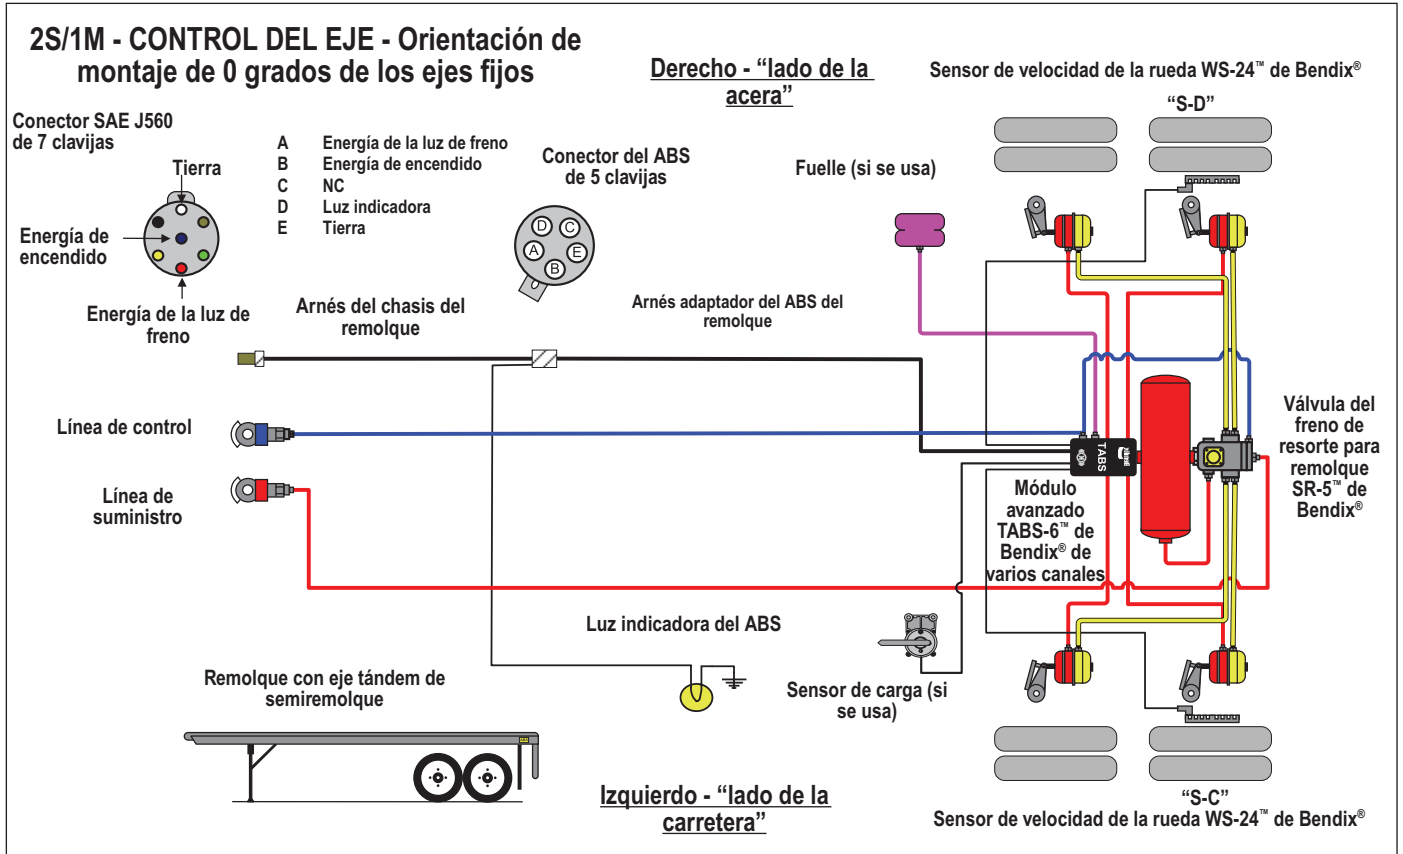 2S/1M - CONTROL DEL EJE - Orientación de
montaje de 0 grados de los ejes fijos
Derecho - “lado de la
acera”
Sensor de velocidad de la rueda WS-24™ de Bendix®
“S-D”
Conector SAE J560
de 7 clavijas
Tierra
Energía de
encendido
Energía de la luz de
freno
A Energía de la luz de freno
B Energía de encendido
C NC
D Luz indicadora
E Tierra
Conector del ABS
de 5 clavijas
D
C
A
E
B
Fuelle (si se usa)
Arnés del chasis del
remolque
Arnés adaptador del ABS del
remolque
Línea de control
Línea de
suministro
TABS
Módulo
avanzado
TABS-6™ de
Bendix® de
varios canales
Válvula del
freno de
resorte para
remolque
SR-5™ de
Bendix®
Luz indicadora del ABS
Sensor de carga (si
se usa)
Remolque con eje tándem de
semiremolque
ABS
Izquierdo - “lado de la
carretera”
“S-C”
Sensor de velocidad de la rueda WS-24™ de Bendix®